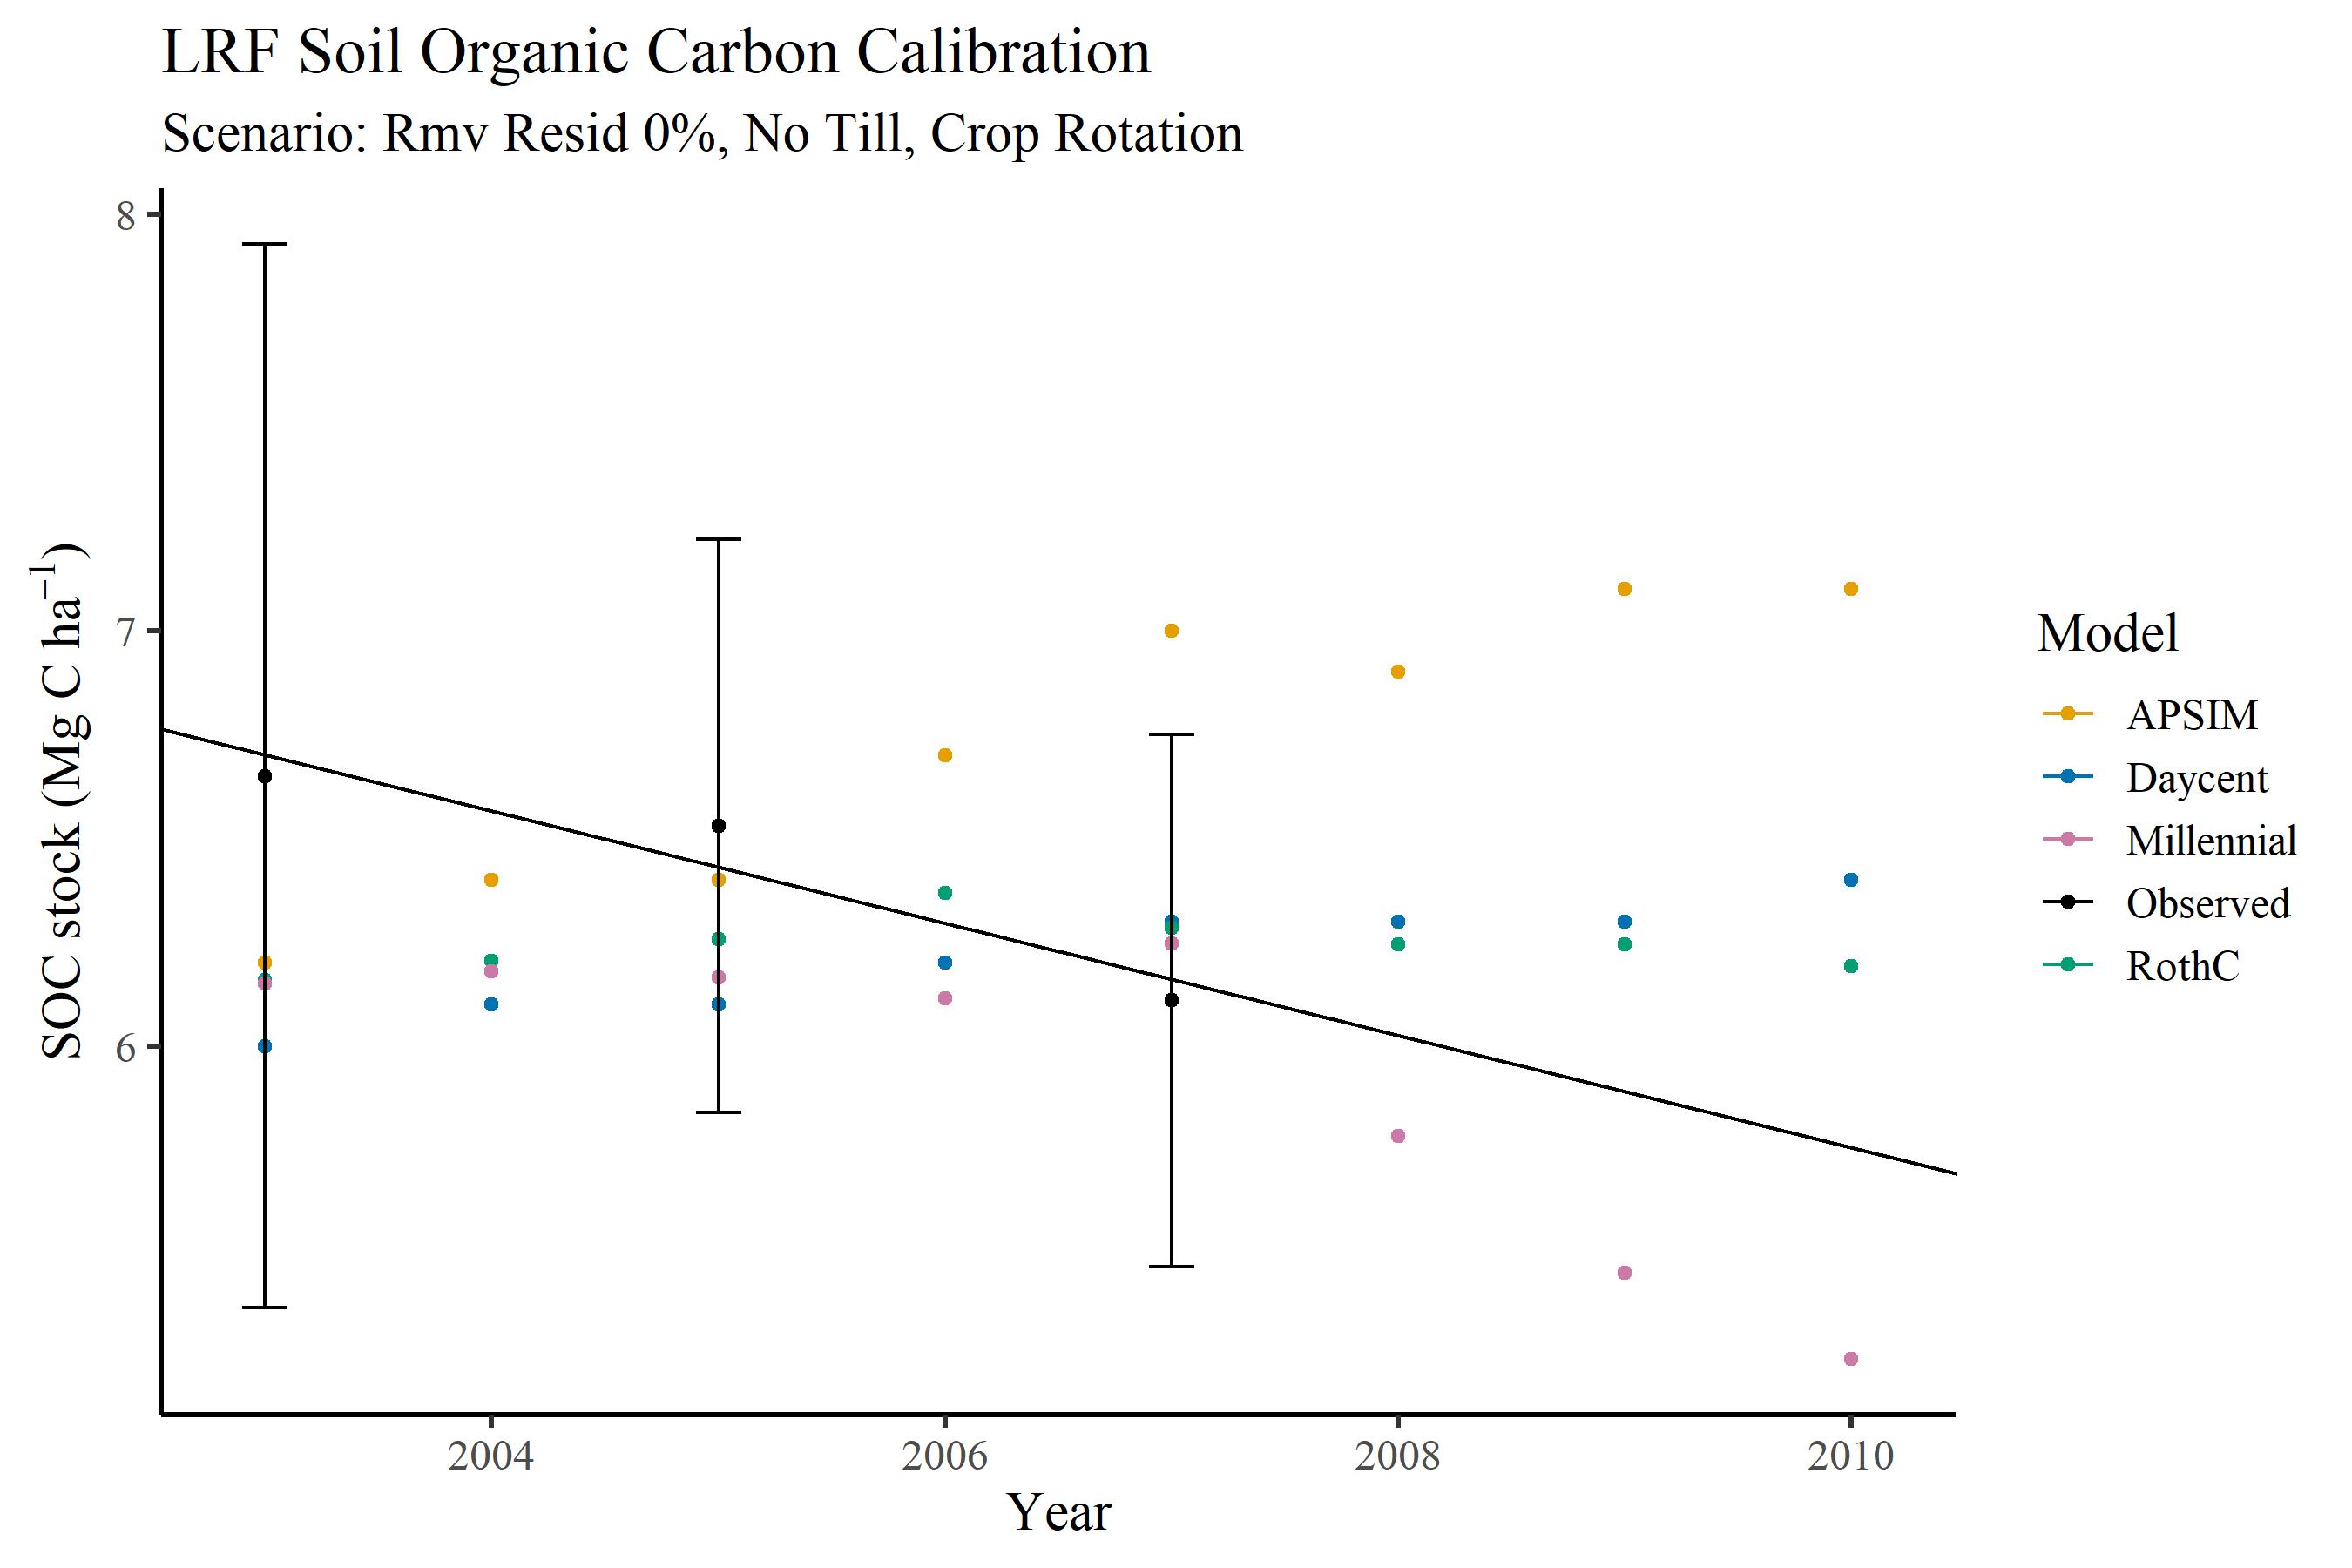 LRF Soil Organic Carbon Calibration
Scenario: Rmv Resid 0%, No Till, Crop Rotation
SOC stock (Mg C ha⁻¹)
8
7
6
2004
2006
2008
2010
Year
Model
APSIM
Daycent
Millennial
Observed
RothC